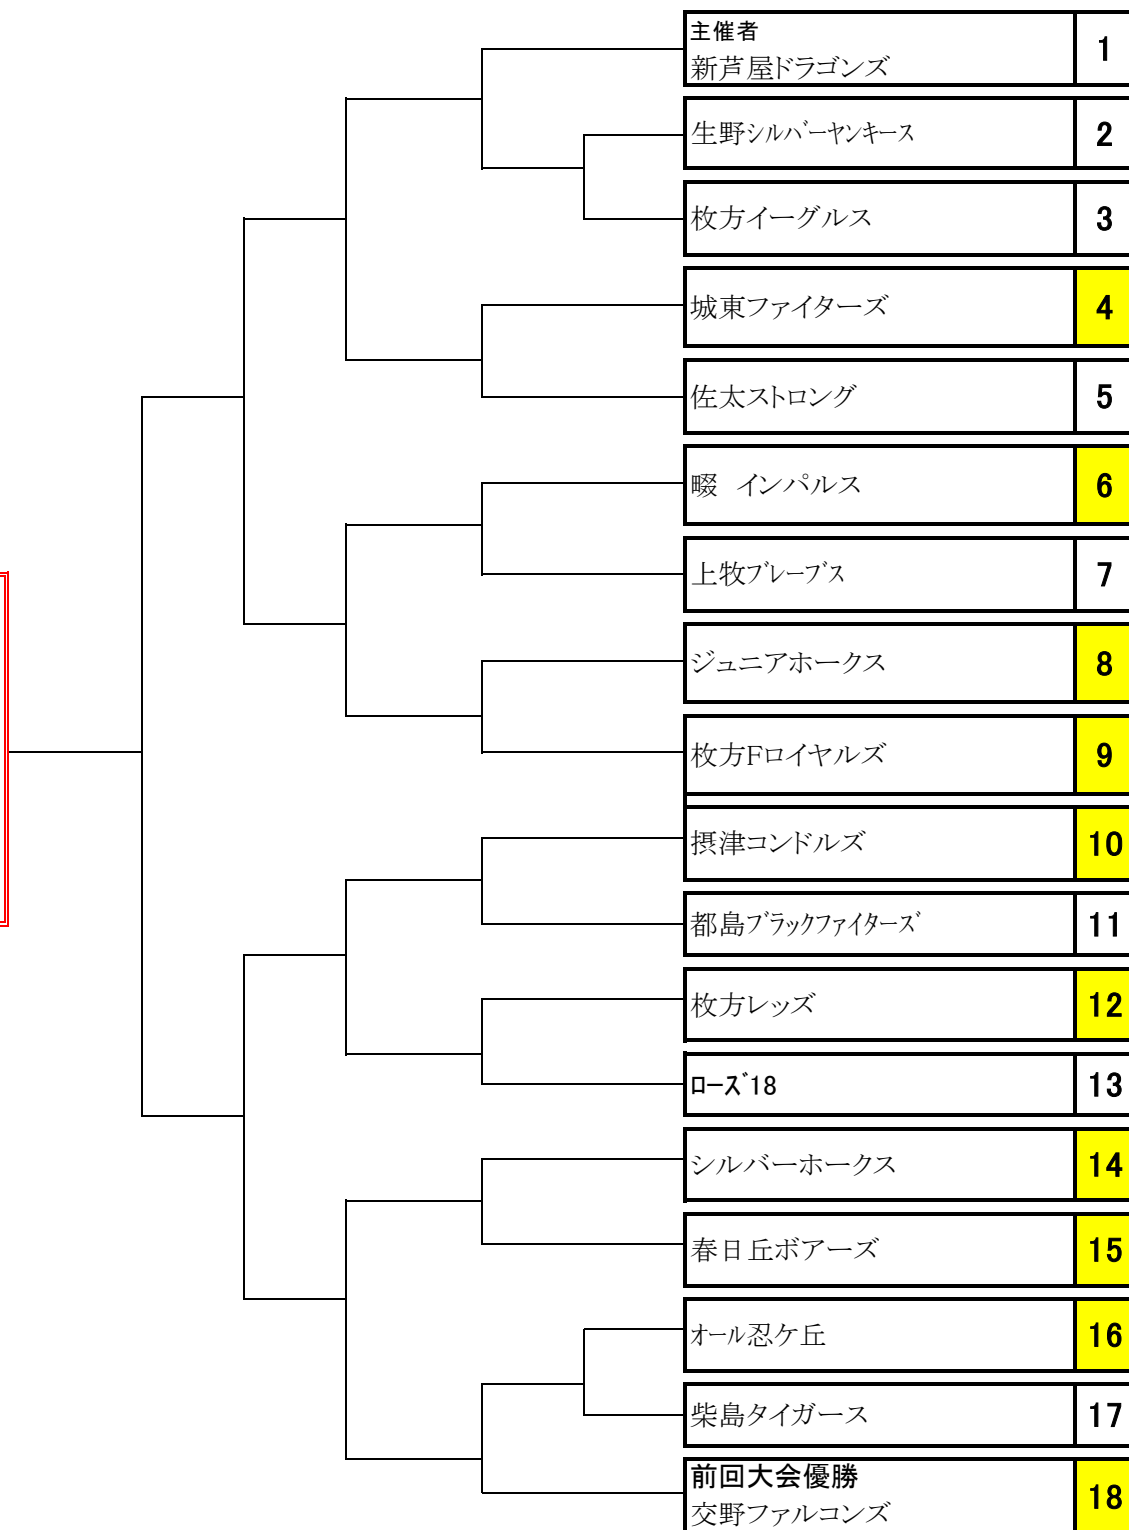 主催者
新芦屋ドラゴンズ 1
生野シルバーヤンキース 2
枚方イーグルス 3
城東ファイターズ 4
佐太ストロング 5
畷　インパルス 6
上牧ブレーブス 7
ジュニアホークス 8
枚方Fロイヤルズ 9
摂津コンドルズ 10
都島ブラックファイターズ 11
枚方レッズ 12
ローズ18 13
シルバーホークス 14
春日丘ボアーズ 15
オール忍ケ丘 16
柴島タイガース 17
前回大会優勝
交野ファルコンズ 18